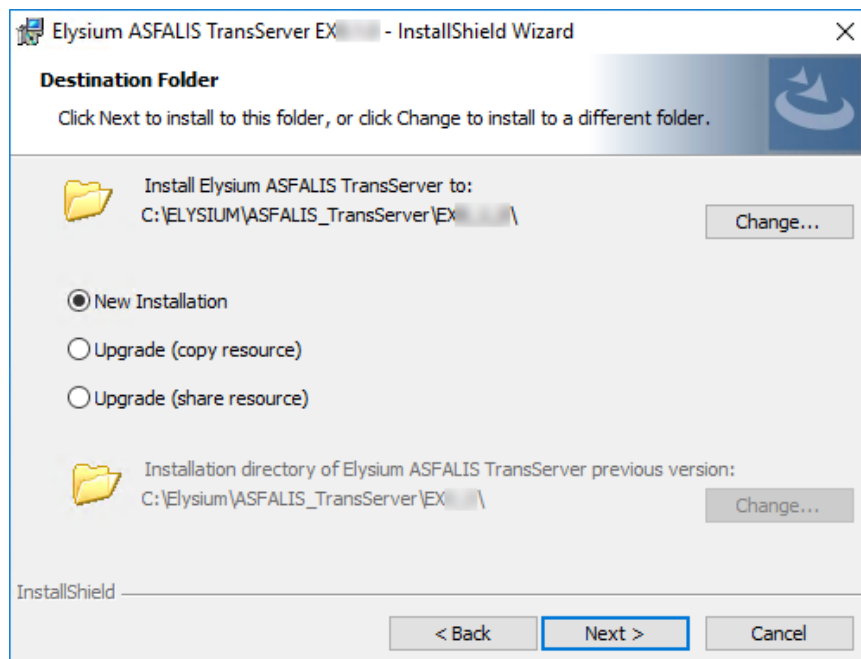 Elysium ASFALIS TransServer EX - InstallShield Wizard
Destination Folder
Click Next to install to this folder, or click Change to install to a different folder.
Install Elysium ASFALIS TransServer to:
C:\ELYSIUM\ASFALIS_TransServer\EX \
Change...
New Installation
Upgrade (copy resource)
Upgrade (share resource)
Installation directory of Elysium ASFALIS TransServer previous version:
C:\Elysium\ASFALIS_TransServer\EX \
Change...
InstallShield
< Back
Next >
Cancel